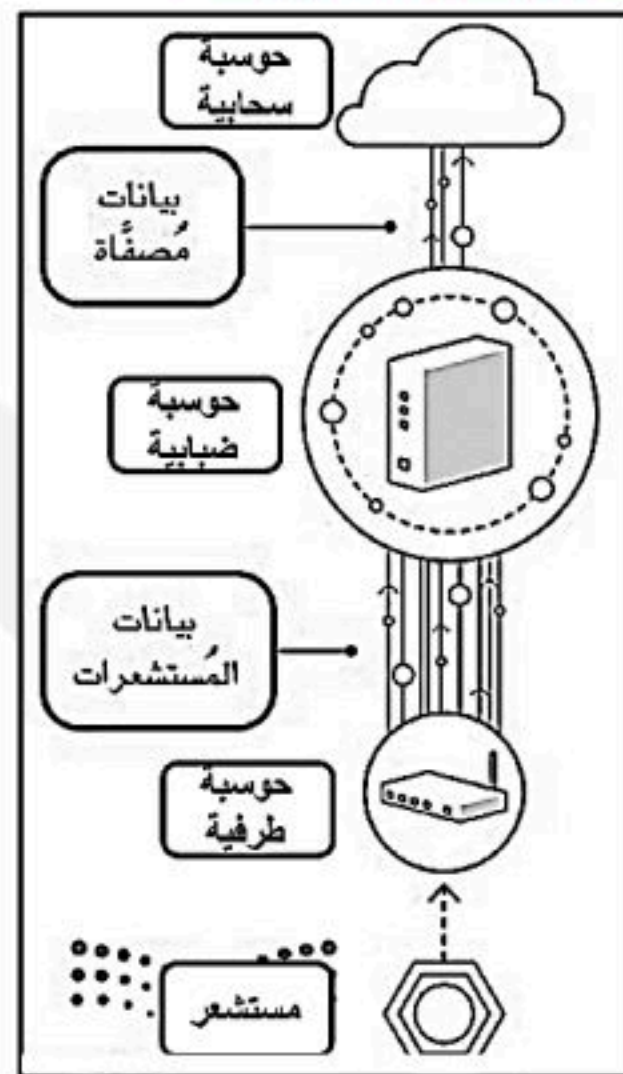 حوسبة
سحابية
بيانات
مُصفَّاة
حوسبة
ضبابية
بيانات
المُستشعرات
حوسبة
طرفية
مستشعر